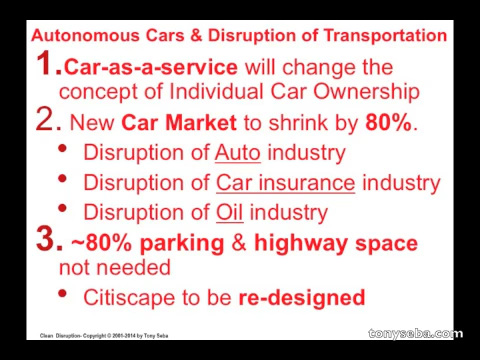 Autonomous Cars & Disruption of Transportation
1. Car-as-a-service will change the
concept of Individual Car Ownership
2. New Car Market to shrink by 80%.
• Disruption of Auto industry
• Disruption of Car insurance industry
• Disruption of Oil industry
3. ~80% parking & highway space
not needed
• Citiscape to be re-designed
Clean Disruption- Copyright © 2001-2014 by Tony Seba
tonyseba.com